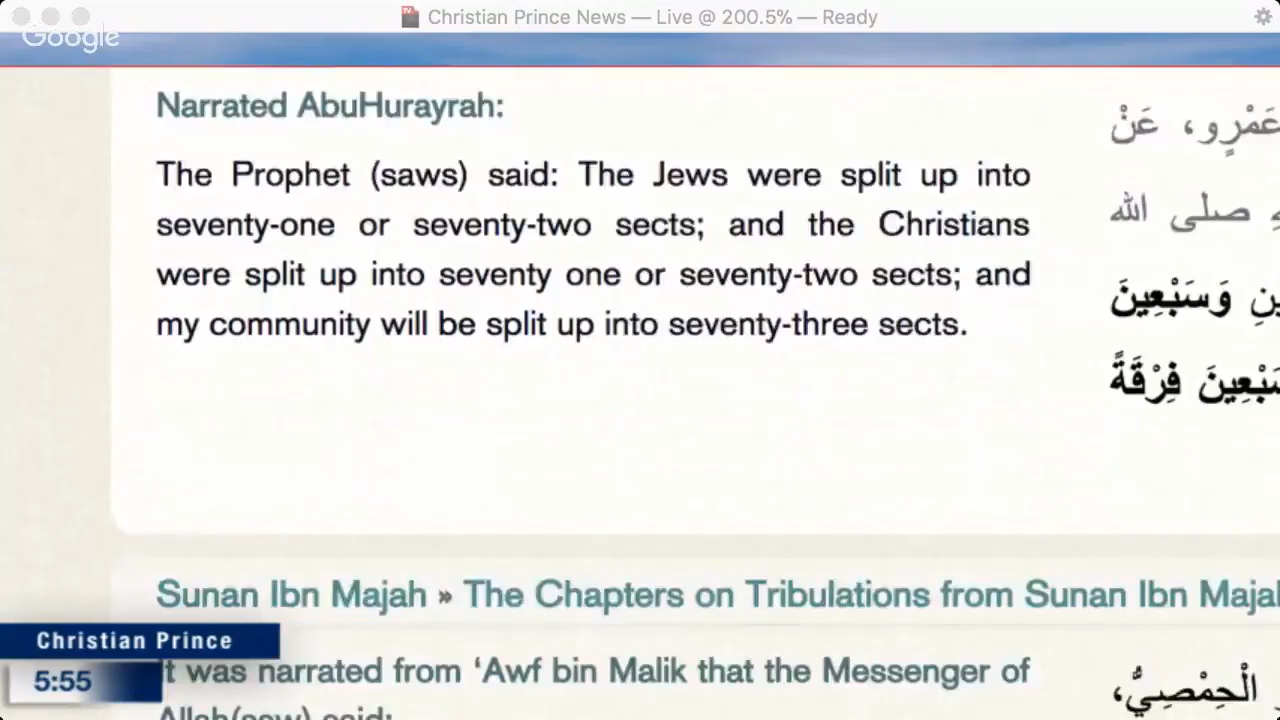 Christian Prince News — Live @ 200.5% — Ready
Google
Narrated AbuHurayrah:
The Prophet (saws) said: The Jews were split up into
seventy-one or seventy-two sects; and the Christians
were split up into seventy one or seventy-two sects; and
my community will be split up into seventy-three sects.
عَمْرٍو، عَنْ
صلى الله
وَسَبْعِينَ
فِرْقَةً
Sunan Ibn Majah » The Chapters on Tribulations from Sunan Ibn Majah
Christian Prince
It was narrated from ‘Awf bin Malik that the Messenger of
الْحِمْصِيُّ،
5:55
Allah(saw) said: